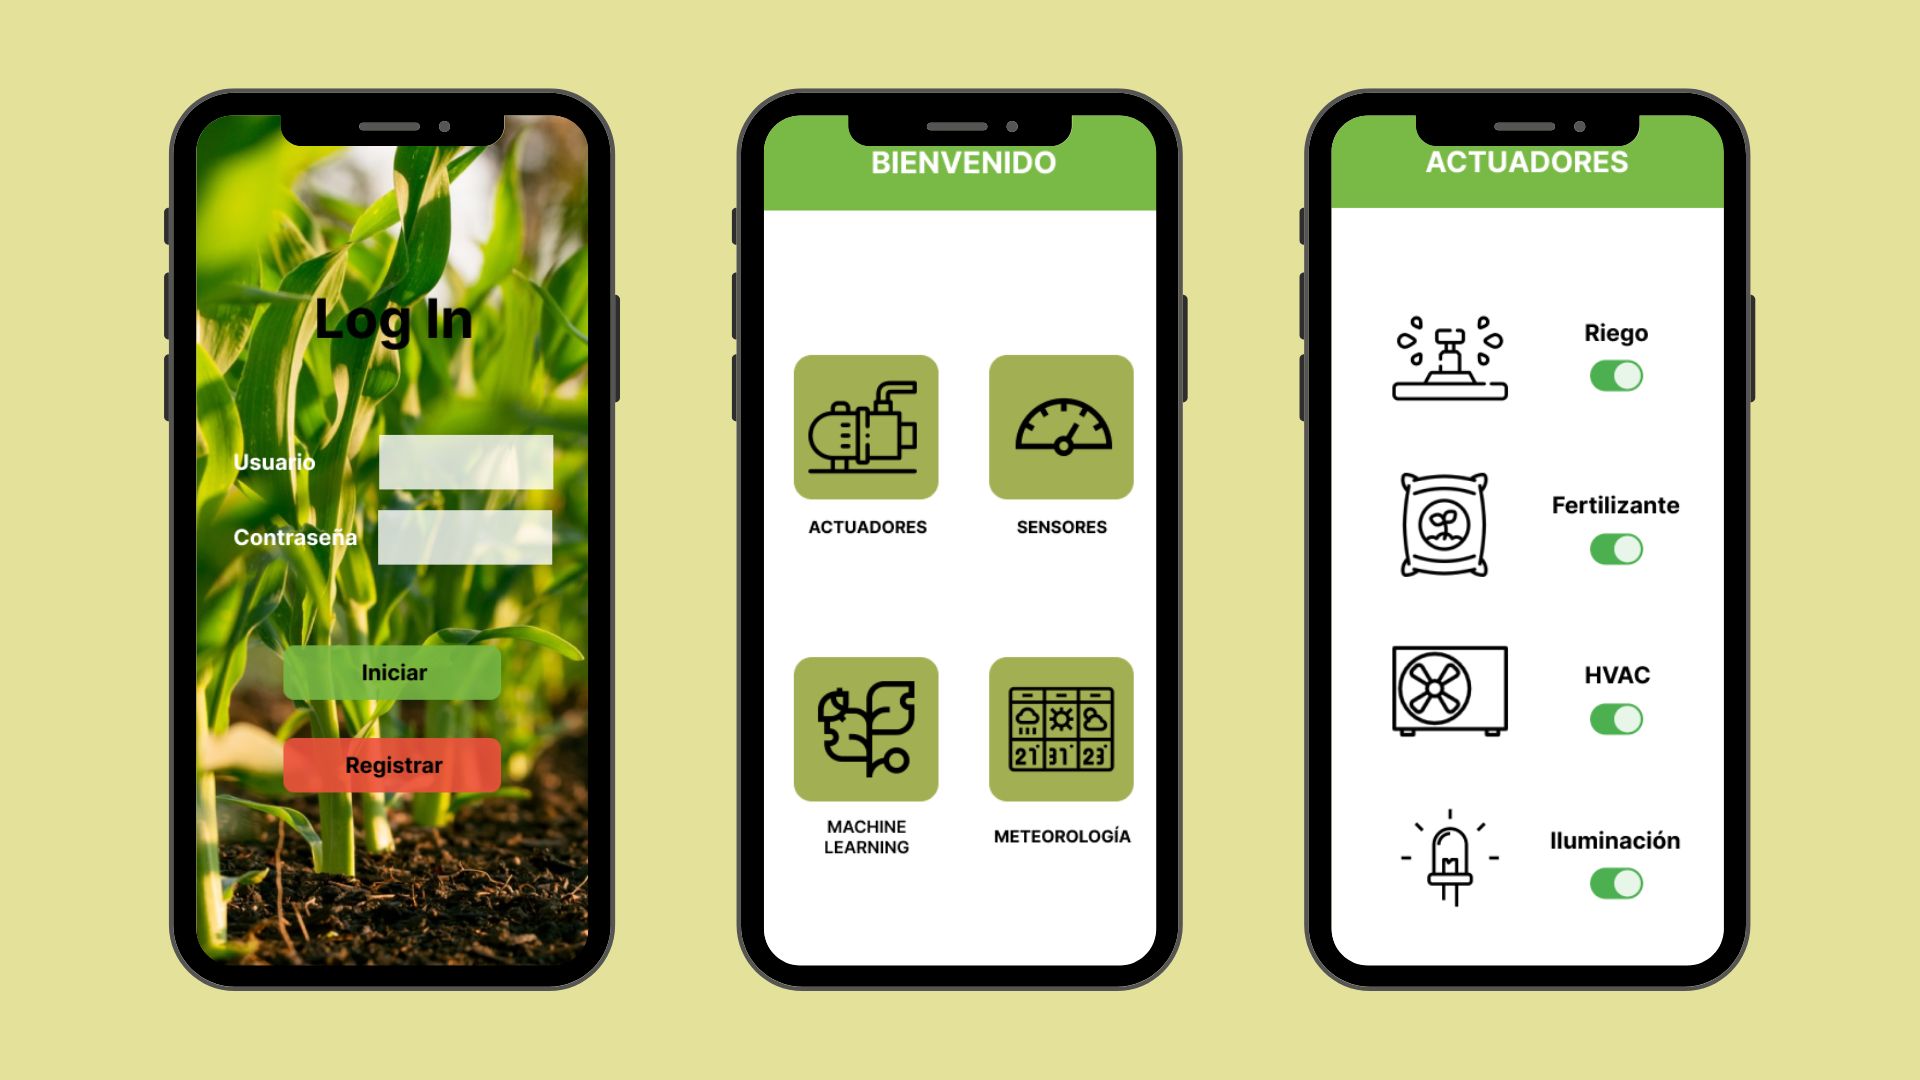 Log In
Usuario
Contraseña
Iniciar
Registrar
BIENVENIDO
ACTUADORES
SENSORES
MACHINE
LEARNING
METEOROLOGÍA
21° 31° 23°
ACTUADORES
Riego
Fertilizante
HVAC
Iluminación